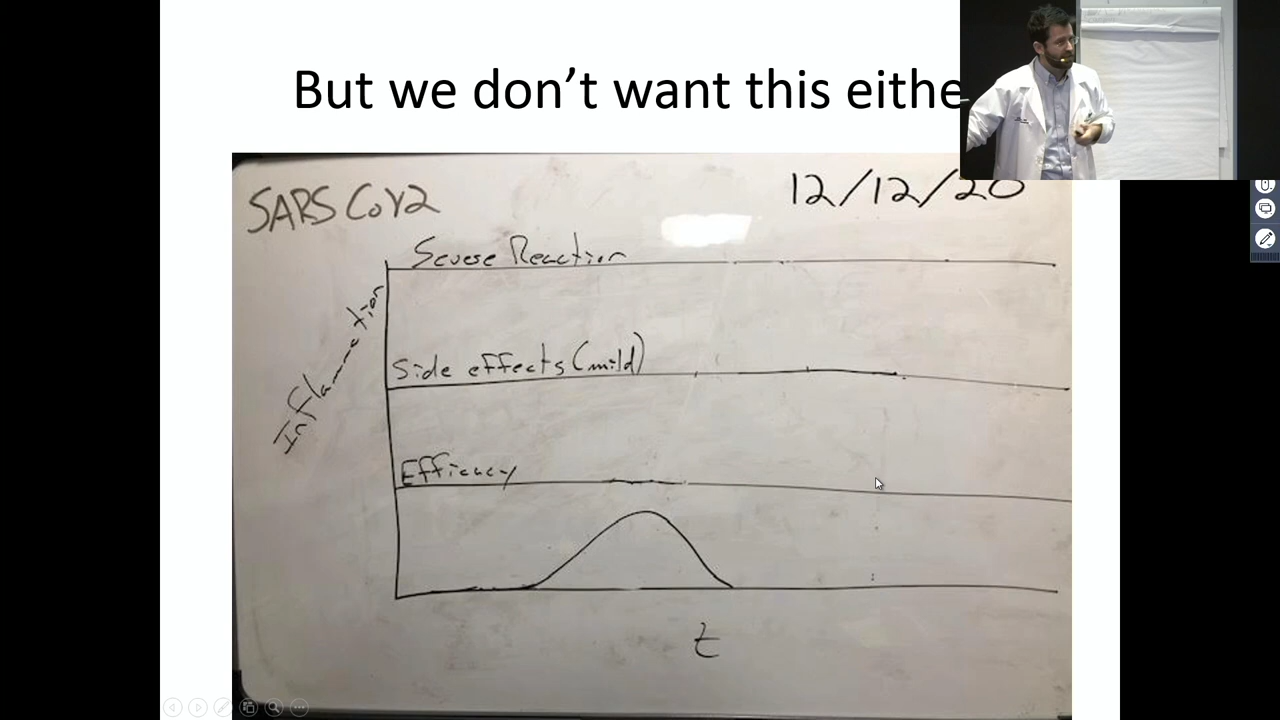 But we don't want this eithe
SARS CoV2
12/12/20
Severe Reaction
Inflammation
Side effects (mild)
Efficacy
t